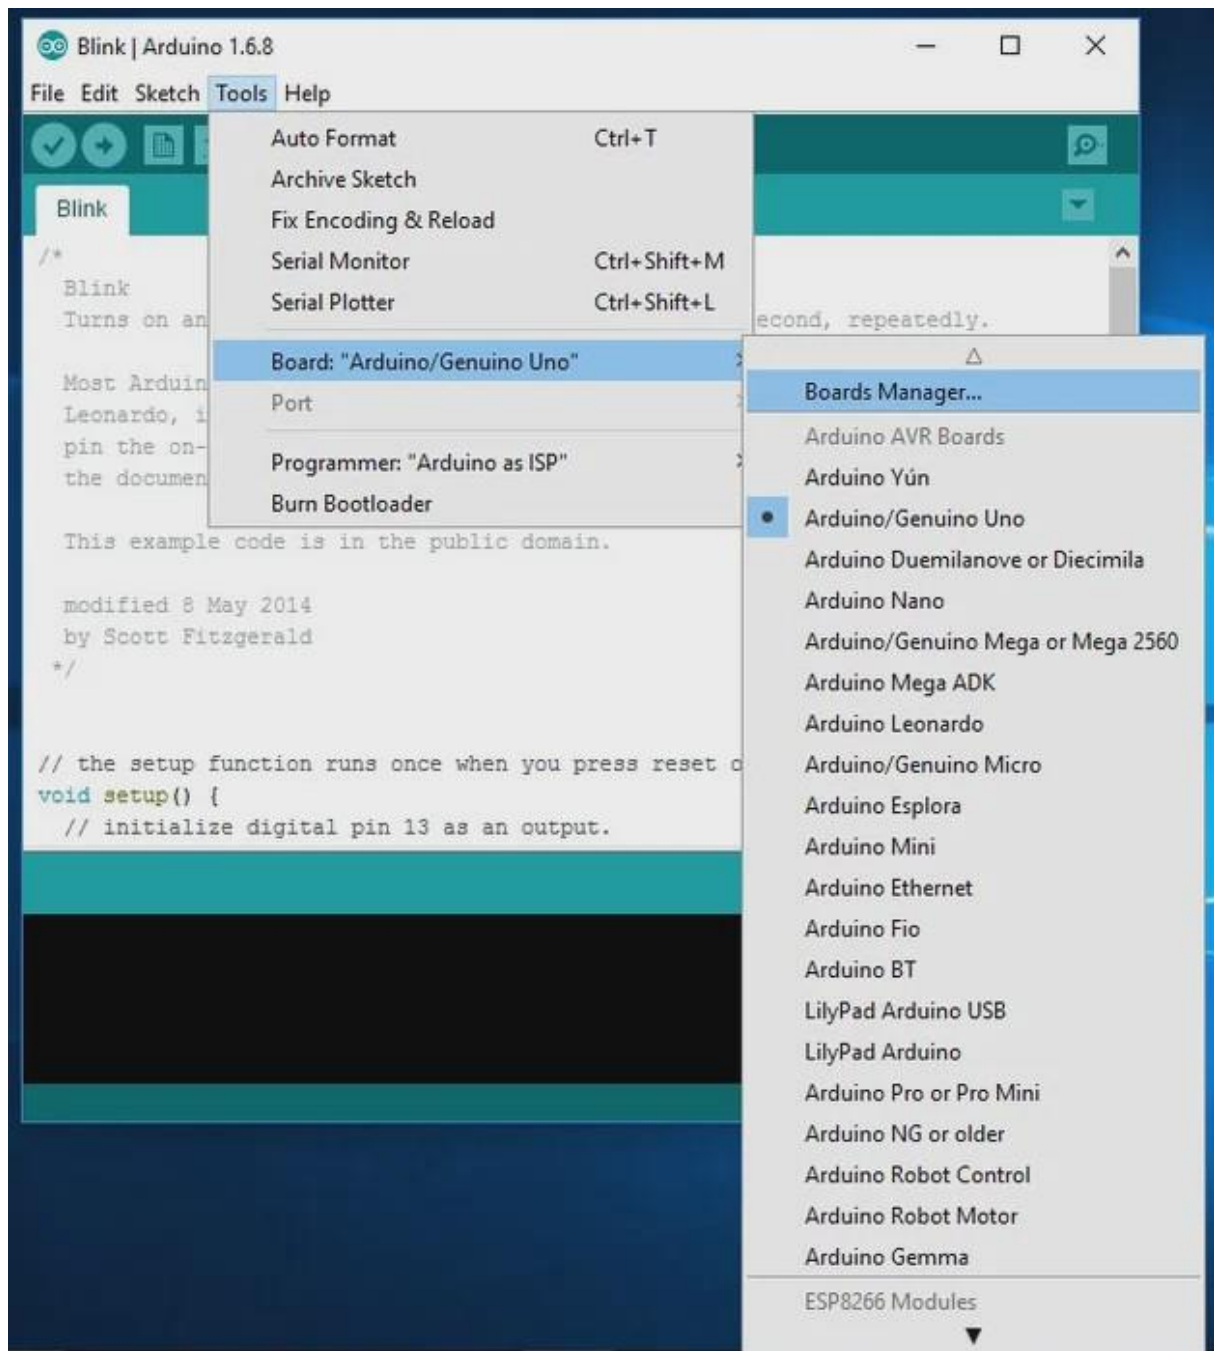 Blink | Arduino 1.6.8
File Edit Sketch Tools Help
Auto Format Ctrl+T
Archive Sketch
Fix Encoding & Reload
Serial Monitor Ctrl+Shift+M
Serial Plotter Ctrl+Shift+L
Board: "Arduino/Genuino Uno"
Port
Programmer: "Arduino as ISP"
Burn Bootloader
Boards Manager...
Arduino AVR Boards
Arduino Yún
Arduino/Genuino Uno
Arduino Duemilanove or Diecimila
Arduino Nano
Arduino/Genuino Mega or Mega 2560
Arduino Mega ADK
Arduino Leonardo
Arduino/Genuino Micro
Arduino Esplora
Arduino Mini
Arduino Ethernet
Arduino Fio
Arduino BT
LilyPad Arduino USB
LilyPad Arduino
Arduino Pro or Pro Mini
Arduino NG or older
Arduino Robot Control
Arduino Robot Motor
Arduino Gemma
ESP8266 Modules
Blink
/*
Blink
Turns on an econd, repeatedly.
Most Arduin
Leonardo, i
pin the on-
the documen
This example code is in the public domain.
modified 8 May 2014
by Scott Fitzgerald
*/
// the setup function runs once when you press reset o
void setup() {
// initialize digital pin 13 as an output.